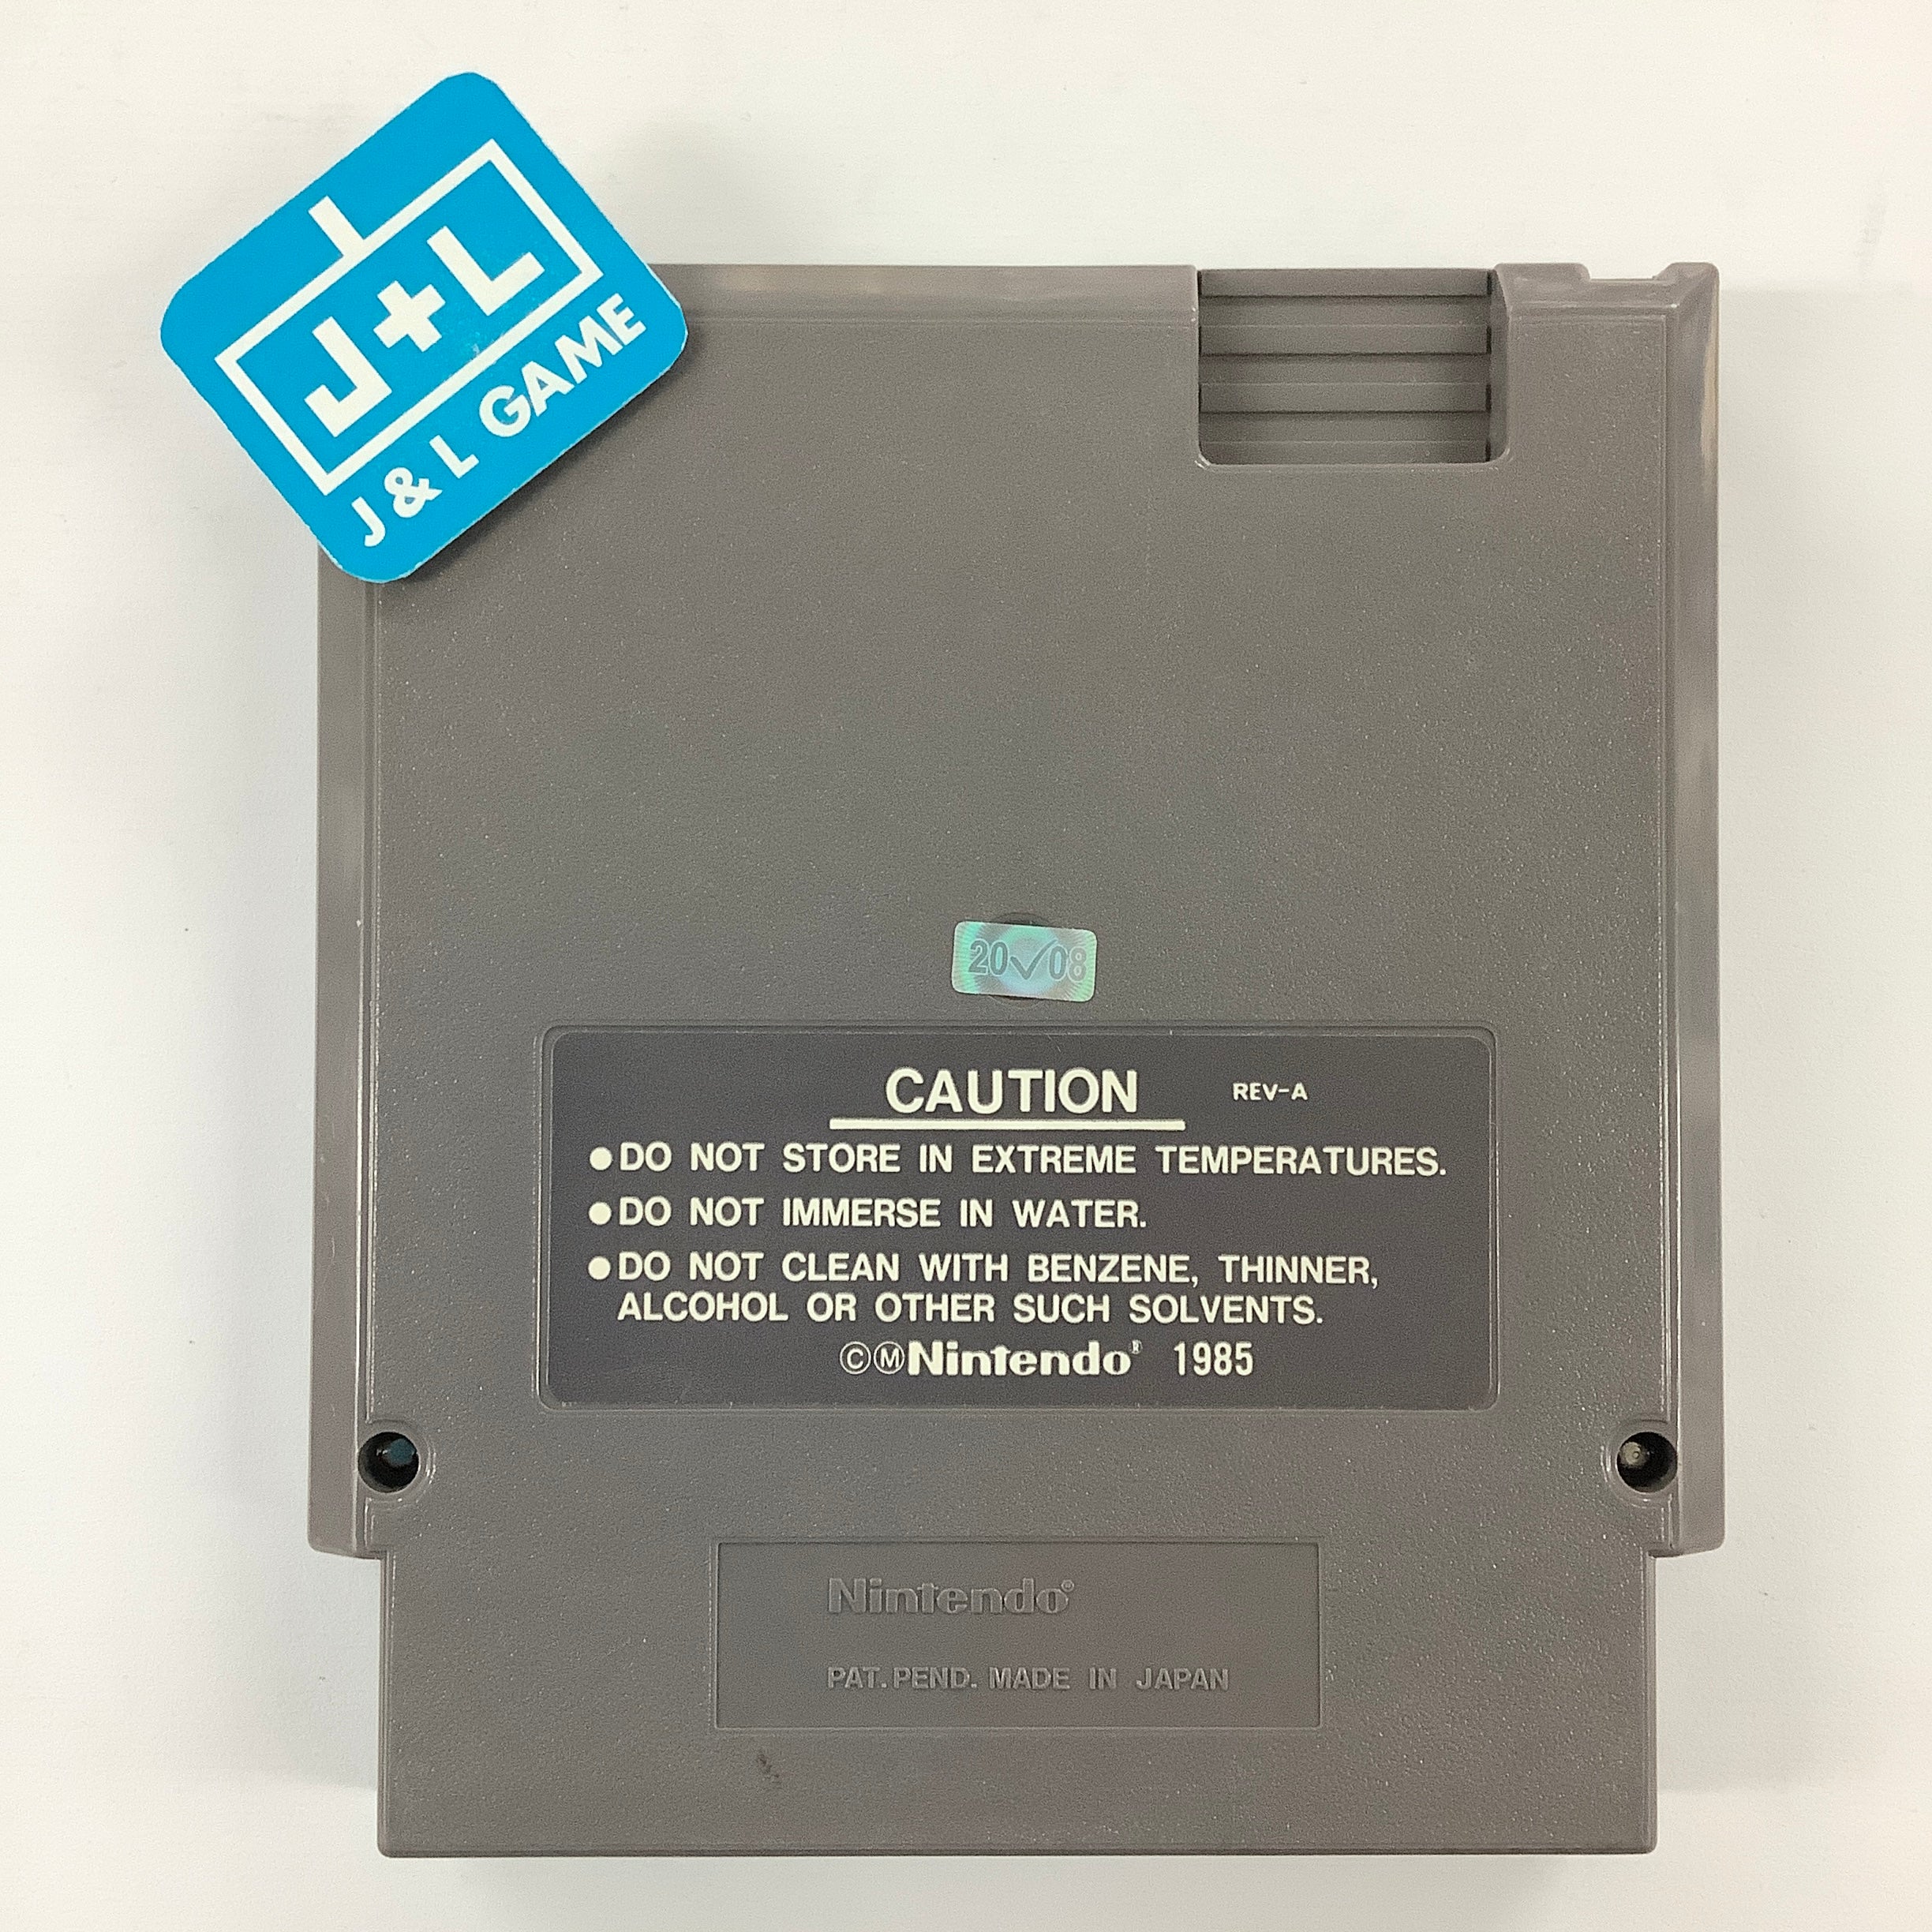 J+L
J & L GAME
20✓08
CAUTION REV-A
●DO NOT STORE IN EXTREME TEMPERATURES.
●DO NOT IMMERSE IN WATER.
●DO NOT CLEAN WITH BENZENE, THINNER,
ALCOHOL OR OTHER SUCH SOLVENTS.
©ⓂNintendo® 1985
Nintendo®
PAT. PEND. MADE IN JAPAN